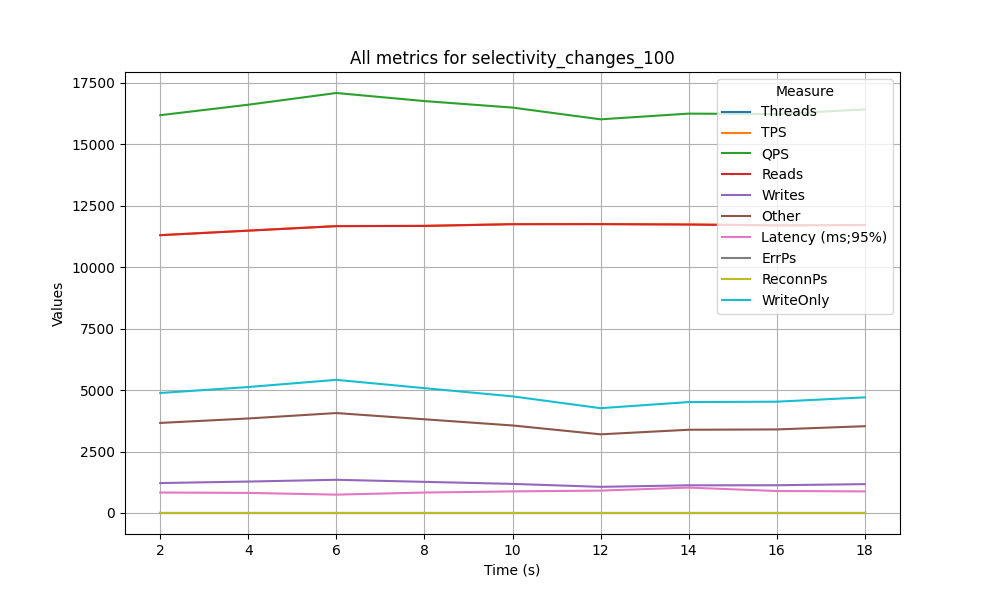 All metrics for selectivity_changes_100
17500
15000
12500
10000
7500
5000
2500
0
Values
2 4 6 8 10 12 14 16 18
Time (s)
Measure
Threads
TPS
QPS
Reads
Writes
Other
Latency (ms;95%)
ErrPs
ReconnPs
WriteOnly